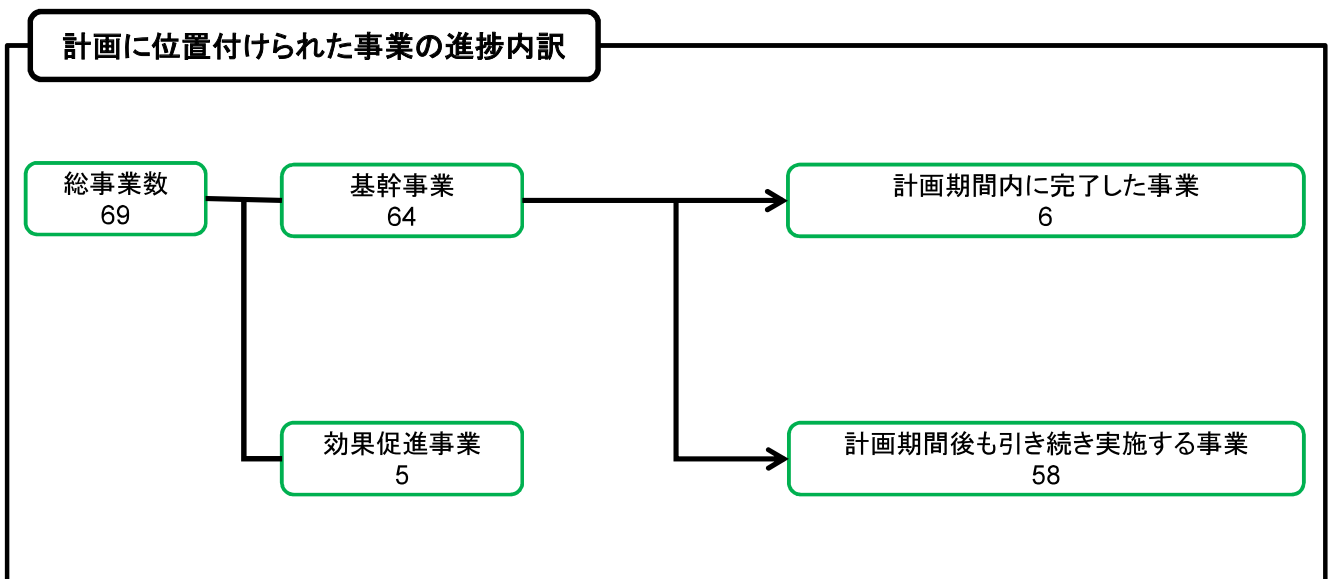 計画に位置付けられた事業の進捗内訳
総事業数
69
基幹事業
64
計画期間内に完了した事業
6
効果促進事業
5
計画期間後も引き続き実施する事業
58